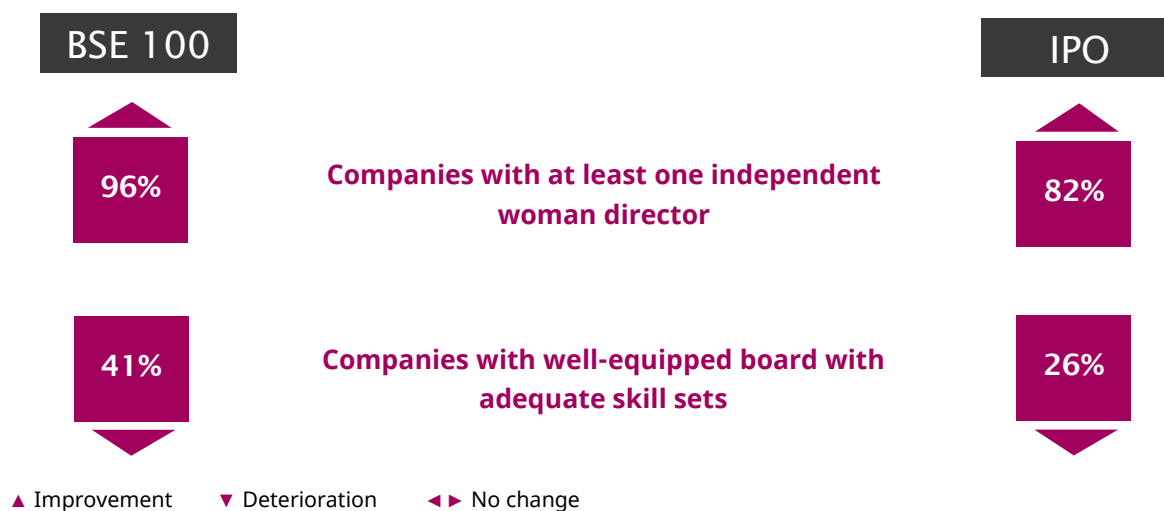 BSE 100
IPO
96%
Companies with at least one independent
woman director
82%
41%
Companies with well-equipped board with
adequate skill sets
26%
▲ Improvement ▼ Deterioration ◄► No change